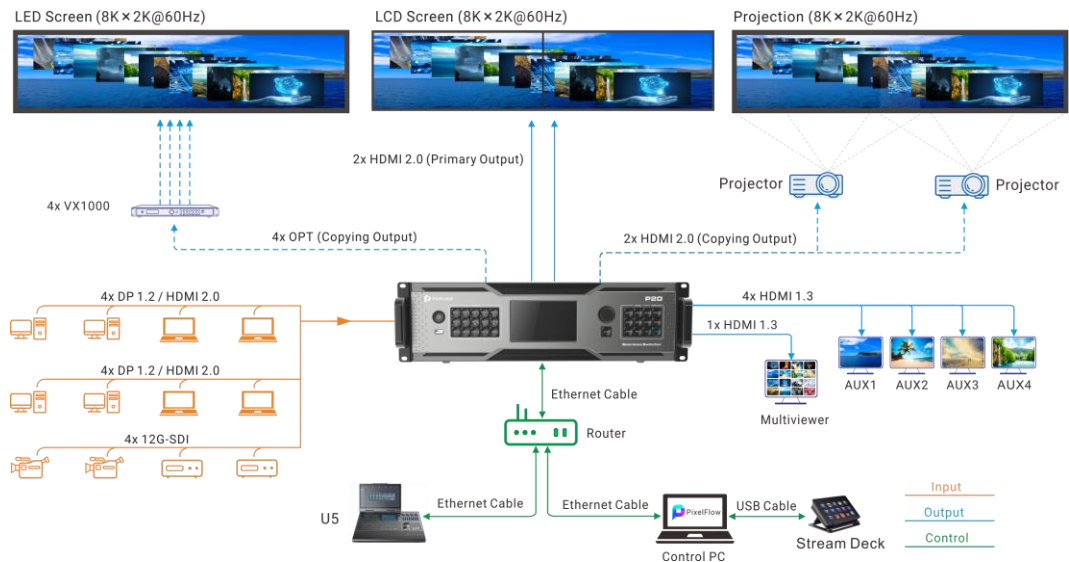 LED Screen (8K×2K@60Hz)
LCD Screen (8K×2K@60Hz)
Projection (8K×2K@60Hz)
2x HDMI 2.0 (Primary Output)
Projector
Projector
4x VX1000
4x OPT (Copying Output)
2x HDMI 2.0 (Copying Output)
4x DP 1.2 / HDMI 2.0
P20
4x HDMI 1.3
1x HDMI 1.3
4x DP 1.2 / HDMI 2.0
Ethernet Cable
AUX1
AUX2
AUX3
AUX4
Multiviewer
4x 12G-SDI
Router
U5
Ethernet Cable
Ethernet Cable
PixelFlow
USB Cable
Control PC
Stream Deck
Input
Output
Control